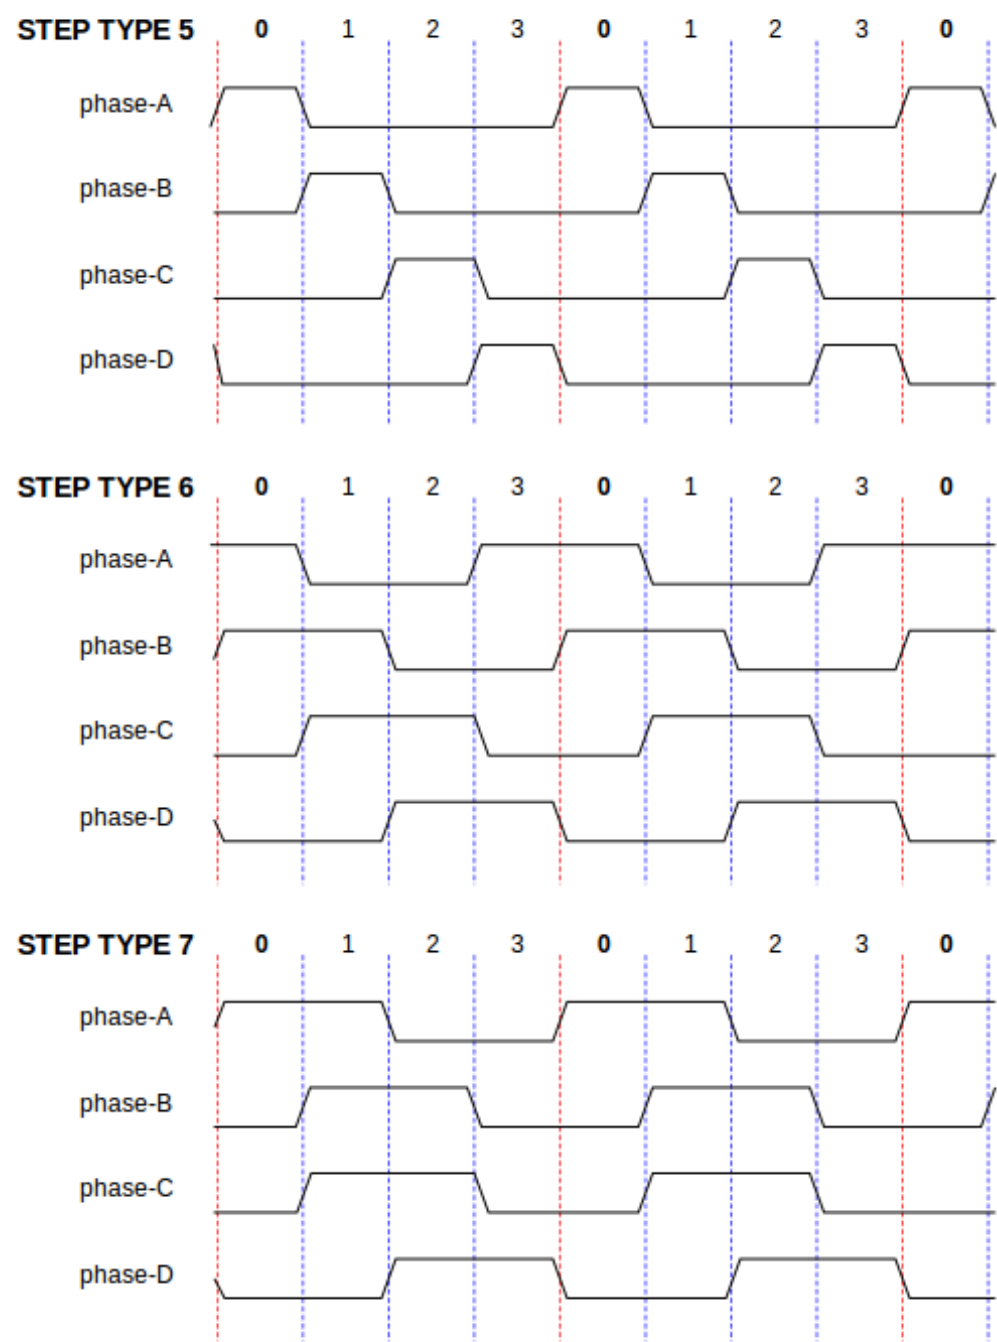 STEP TYPE 5 0 1 2 3 0 1 2 3 0
phase-A
phase-B
phase-C
phase-D
STEP TYPE 6 0 1 2 3 0 1 2 3 0
phase-A
phase-B
phase-C
phase-D
STEP TYPE 7 0 1 2 3 0 1 2 3 0
phase-A
phase-B
phase-C
phase-D